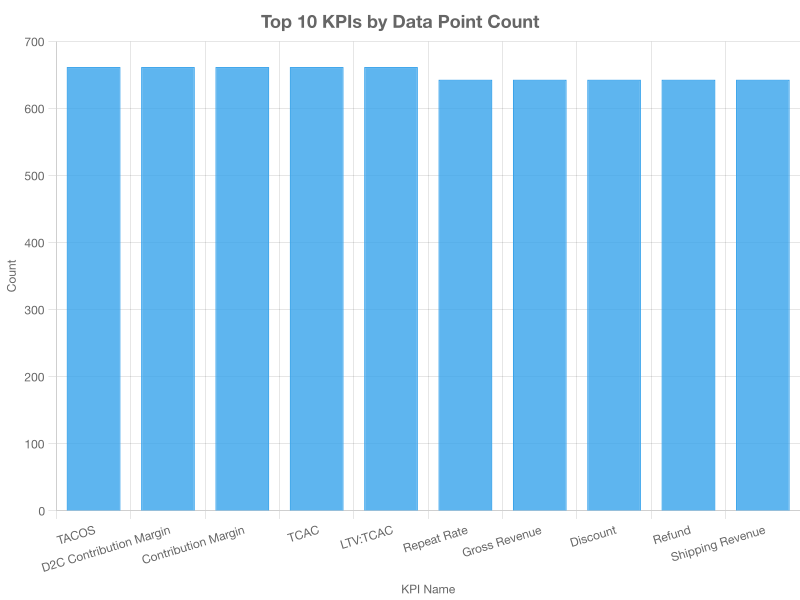 Top 10 KPIs by Data Point Count
700
600
500
400
300
200
100
0
Count
TACOS
D2C Contribution Margin
Contribution Margin
TCAC
LTV:TCAC
Repeat Rate
Gross Revenue
Discount
Refund
Shipping Revenue
KPI Name